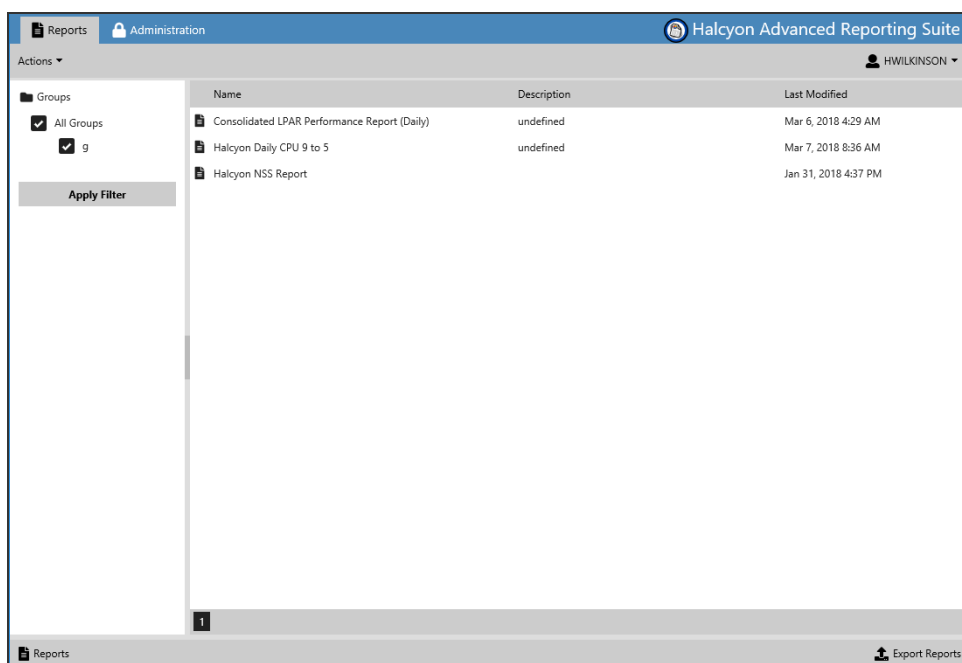 Reports Administration Halcyon Advanced Reporting Suite
Actions HWILKINSON
Groups
All Groups
g
Apply Filter
Name Description Last Modified
Consolidated LPAR Performance Report (Daily) undefined Mar 6, 2018 4:29 AM
Halcyon Daily CPU 9 to 5 undefined Mar 7, 2018 8:36 AM
Halcyon NSS Report Jan 31, 2018 4:37 PM
1
Reports Export Reports